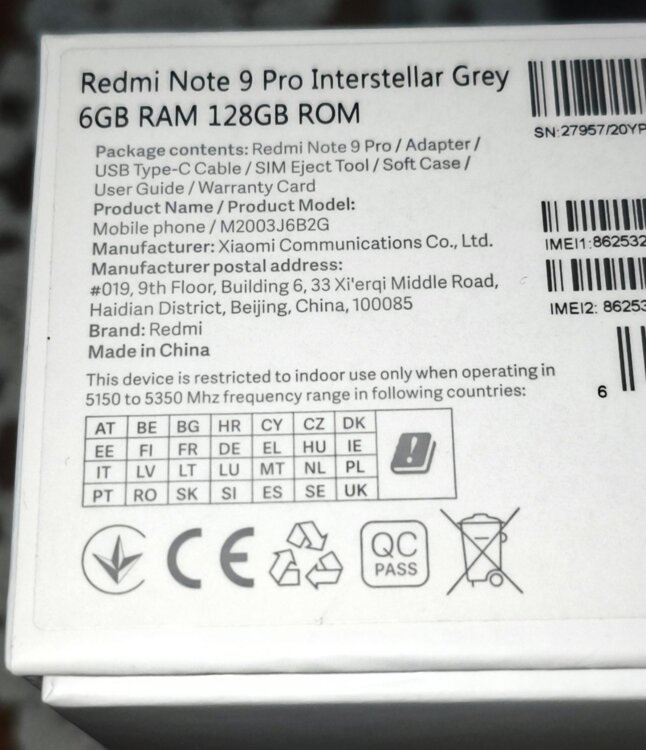 Redmi Note 9 Pro Interstellar Grey
6GB RAM 128GB ROM
Package contents: Redmi Note 9 Pro / Adapter /
USB Type-C Cable / SIM Eject Tool / Soft Case /
User Guide / Warranty Card
Product Name / Product Model:
Mobile phone / M2003J6B2G
Manufacturer: Xiaomi Communications Co., Ltd.
Manufacturer postal address:
#019, 9th Floor, Building 6, 33 Xi'erqi Middle Road,
Haidian District, Beijing, China, 100085
Brand: Redmi
Made in China
This device is restricted to indoor use only when operating in
5150 to 5350 Mhz frequency range in following countries:
AT BE BG HR CY CZ DK
EE FI FR DE EL HU IE
IT LV LT LU MT NL PL
PT RO SK SI ES SE UK
!
CE
QC
PASS
SN:27957/20YP
IMEI1:862532
IMEI2: 86253
6